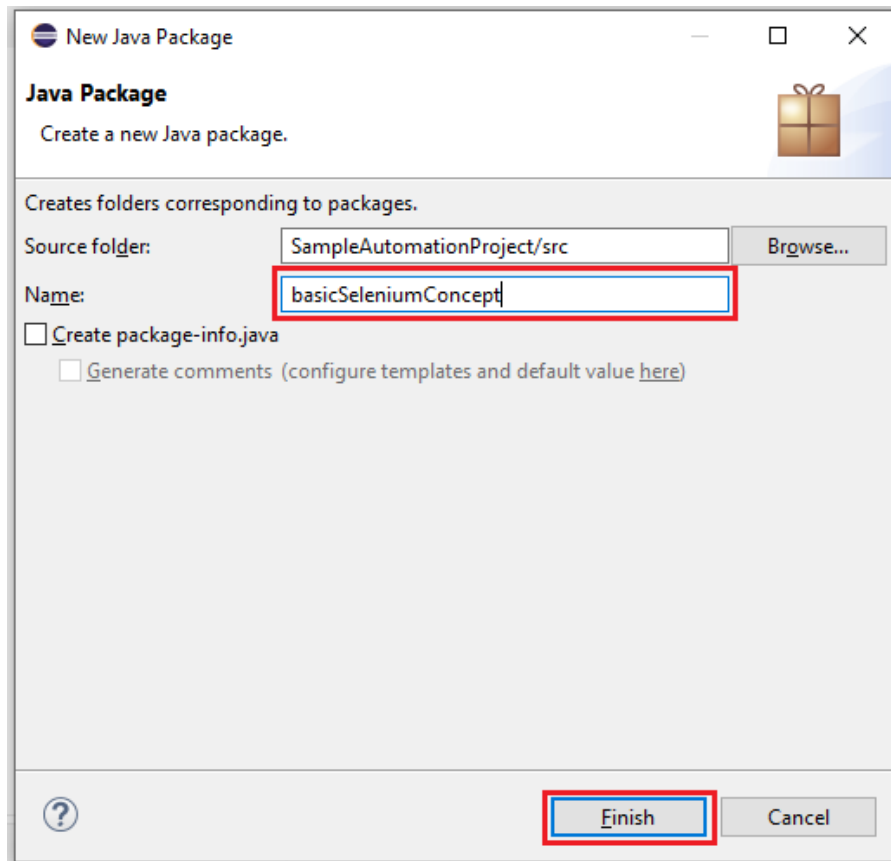 New Java Package
Java Package
Create a new Java package.
Creates folders corresponding to packages.
Source folder: SampleAutomationProject/src Browse...
Name: basicSeleniumConcept
Create package-info.java
Generate comments (configure templates and default value here)
? Finish Cancel